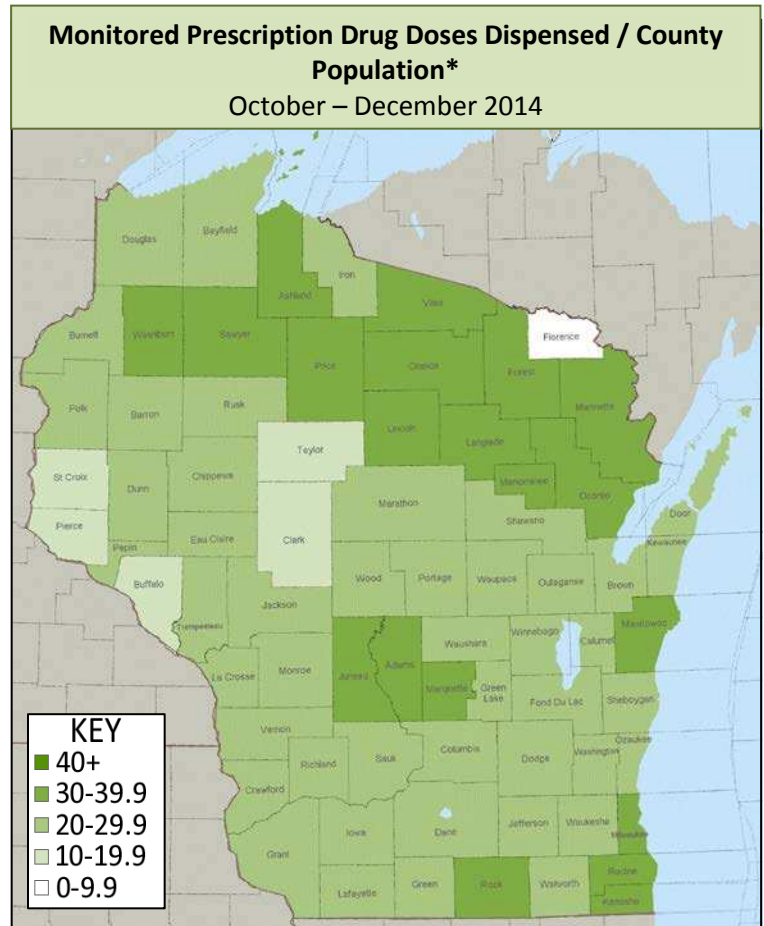 Monitored Prescription Drug Doses Dispensed / County
Population*
October – December 2014
Douglas
Bayfield
Iron
Ashland
Vilas
Burnett
Washburn
Sawyer
Florence
Price
Oneida
Forest
Marinette
Polk
Barron
Rusk
Lincoln
Langlade
Taylor
St Croix
Dunn
Chippewa
Menominee
Oconto
Marathon
Door
Pierce
Shawano
Pepin
Eau Claire
Clark
Kewaunee
Buffalo
Wood
Portage
Waupaca
Outagamie
Brown
Jackson
Trempealeau
Manitowoc
Winnebago
Waushara
Calumet
Adams
La Crosse
Monroe
Juneau
Marquette
Green
Lake
Fond Du Lac
Sheboygan
Vernon
Columbia
Ozaukee
Richland
Sauk
Dodge
Washington
Crawford
Iowa
Dane
Jefferson
Waukesha
Milwaukee
Grant
Racine
Lafayette
Green
Rock
Walworth
Kenosha
KEY
40+
30-39.9
20-29.9
10-19.9
0-9.9